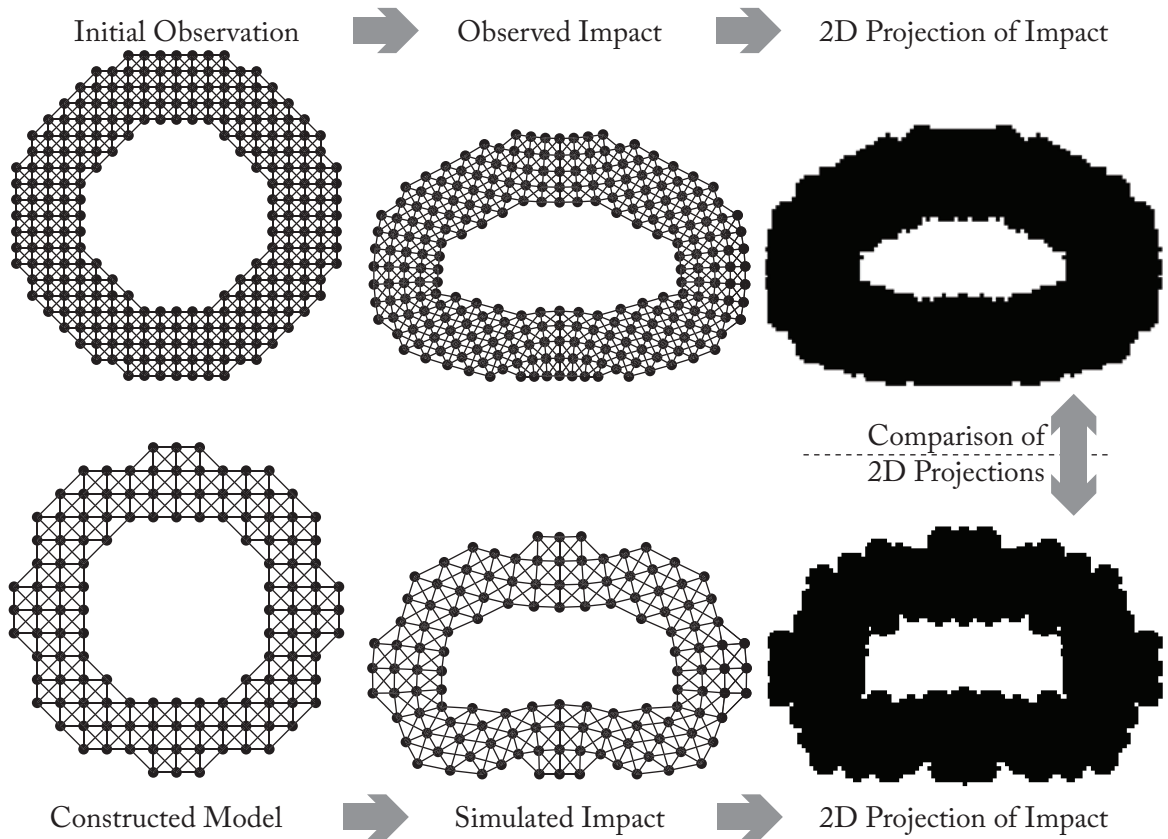 Initial Observation
Observed Impact
2D Projection of Impact
Comparison of
2D Projections
Constructed Model
Simulated Impact
2D Projection of Impact